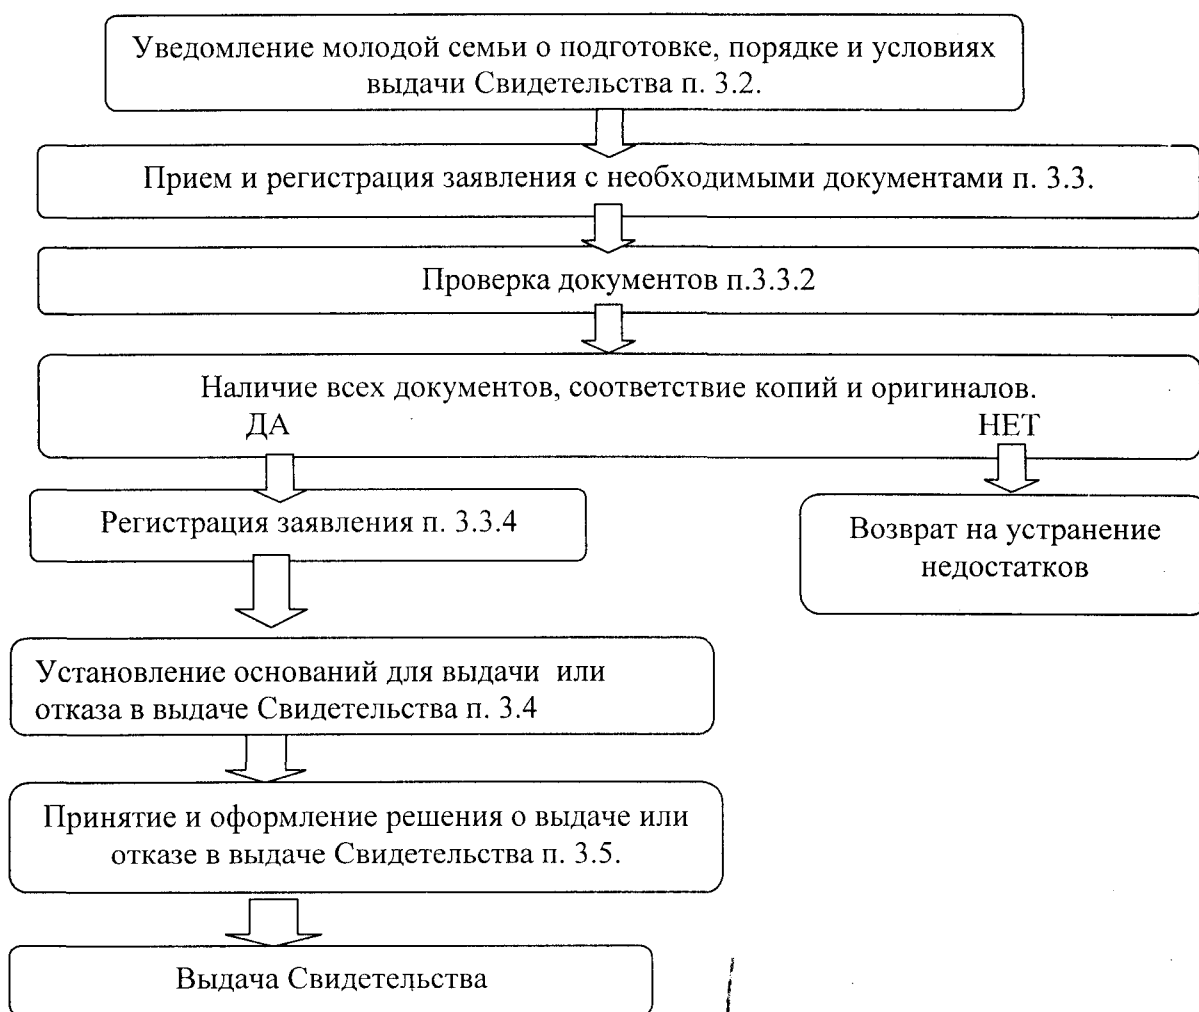 Уведомление молодой семьи о подготовке, порядке и условиях
выдачи Свидетельства п. 3.2.
Прием и регистрация заявления с необходимыми документами п. 3.3.
Проверка документов п.3.3.2
Наличие всех документов, соответствие копий и оригиналов.
ДА НЕТ
Регистрация заявления п. 3.3.4
Возврат на устранение
недостатков
Установление оснований для выдачи или
отказа в выдаче Свидетельства п. 3.4
Принятие и оформление решения о выдаче или
отказе в выдаче Свидетельства п. 3.5.
Выдача Свидетельства